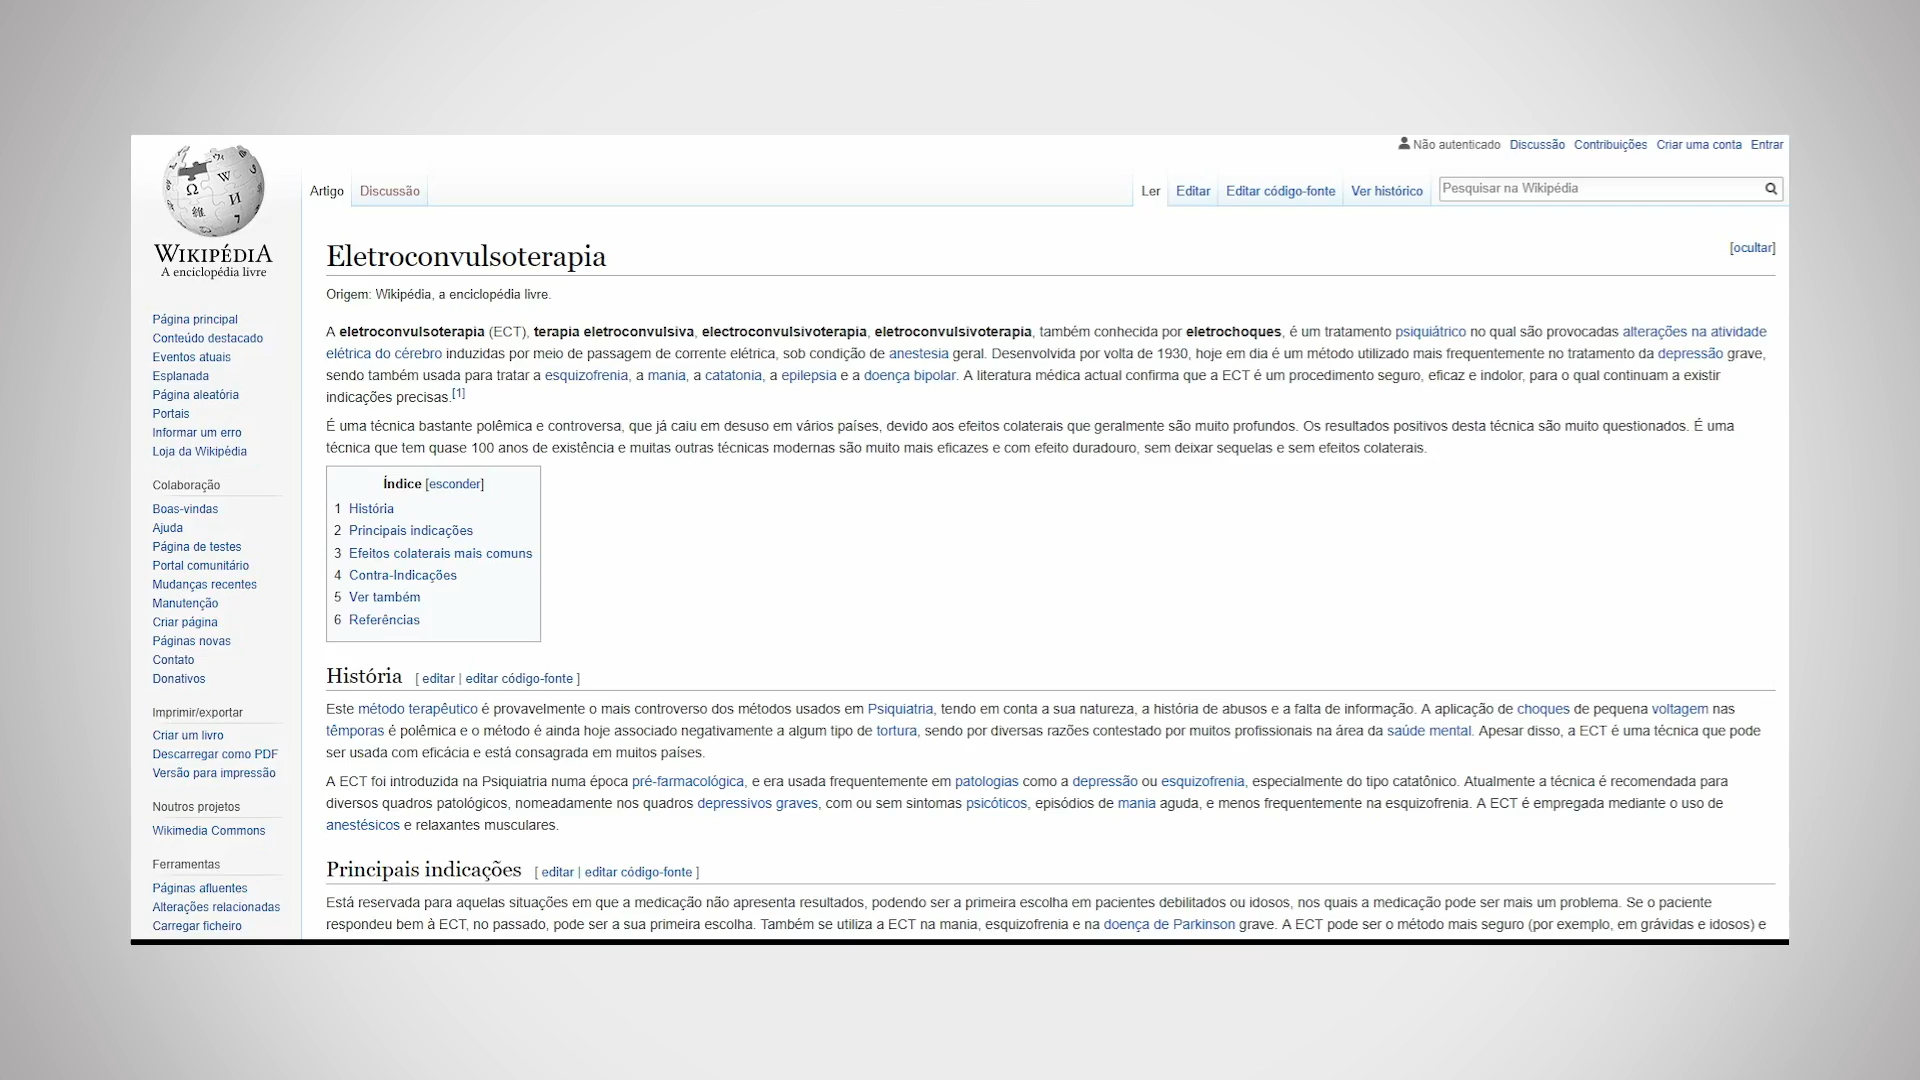 Não autenticado Discussão Contribuições Criar uma conta Entrar
Artigo Discussão Ler Editar Editar código-fonte Ver histórico Pesquisar na Wikipédia
WIKIPÉDIA
A enciclopédia livre
Página principal
Conteúdo destacado
Eventos atuais
Esplanada
Página aleatória
Portais
Informar um erro
Loja da Wikipédia
Colaboração
Boas-vindas
Ajuda
Página de testes
Portal comunitário
Mudanças recentes
Manutenção
Criar página
Páginas novas
Contato
Donativos
Imprimir/exportar
Criar um livro
Descarregar como PDF
Versão para impressão
Noutros projetos
Wikimedia Commons
Ferramentas
Páginas afluentes
Alterações relacionadas
Carregar ficheiro
Eletroconvulsoterapia [ocultar]
Origem: Wikipédia, a enciclopédia livre.
A eletroconvulsoterapia (ECT), terapia eletroconvulsiva, electroconvulsivoterapia, eletroconvulsivoterapia, também conhecida por eletrochoques, é um tratamento psiquiátrico no qual são provocadas alterações na atividade
elétrica do cérebro induzidas por meio de passagem de corrente elétrica, sob condição de anestesia geral. Desenvolvida por volta de 1930, hoje em dia é um método utilizado mais frequentemente no tratamento da depressão grave,
sendo também usada para tratar a esquizofrenia, a mania, a catatonia, a epilepsia e a doença bipolar. A literatura médica actual confirma que a ECT é um procedimento seguro, eficaz e indolor, para o qual continuam a existir
indicações precisas.[1]
É uma técnica bastante polêmica e controversa, que já caiu em desuso em vários países, devido aos efeitos colaterais que geralmente são muito profundos. Os resultados positivos desta técnica são muito questionados. É uma
técnica que tem quase 100 anos de existência e muitas outras técnicas modernas são muito mais eficazes e com efeito duradouro, sem deixar sequelas e sem efeitos colaterais.
Índice [esconder]
1 História
2 Principais indicações
3 Efeitos colaterais mais comuns
4 Contra-Indicações
5 Ver também
6 Referências
História [ editar | editar código-fonte ]
Este método terapêutico é provavelmente o mais controverso dos métodos usados em Psiquiatria, tendo em conta a sua natureza, a história de abusos e a falta de informação. A aplicação de choques de pequena voltagem nas
têmporas é polêmica e o método é ainda hoje associado negativamente a algum tipo de tortura, sendo por diversas razões contestado por muitos profissionais na área da saúde mental. Apesar disso, a ECT é uma técnica que pode
ser usada com eficácia e está consagrada em muitos países.
A ECT foi introduzida na Psiquiatria numa época pré-farmacológica, e era usada frequentemente em patologias como a depressão ou esquizofrenia, especialmente do tipo catatônico. Atualmente a técnica é recomendada para
diversos quadros patológicos, nomeadamente nos quadros depressivos graves, com ou sem sintomas psicóticos, episódios de mania aguda, e menos frequentemente na esquizofrenia. A ECT é empregada mediante o uso de
anestésicos e relaxantes musculares.
Principais indicações [ editar | editar código-fonte ]
Está reservada para aquelas situações em que a medicação não apresenta resultados, podendo ser a primeira escolha em pacientes debilitados ou idosos, nos quais a medicação pode ser mais um problema. Se o paciente
respondeu bem à ECT, no passado, pode ser a sua primeira escolha. Também se utiliza a ECT na mania, esquizofrenia e na doença de Parkinson grave. A ECT pode ser o método mais seguro (por exemplo, em grávidas e idosos) e